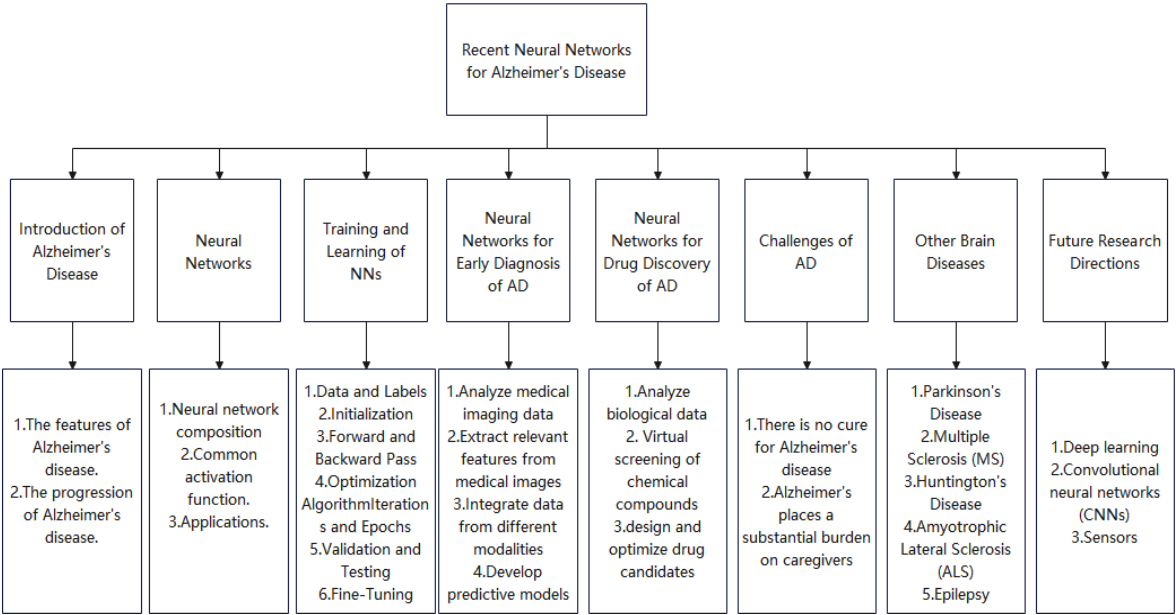 Recent Neural Networks
for Alzheimer's Disease
Introduction of
Alzheimer's
Disease
Neural
Networks
Training and
Learning of
NNs
Neural
Networks for
Early Diagnosis
of AD
Neural
Networks for
Drug Discovery
of AD
Challenges of
AD
Other Brain
Diseases
Future Research
Directions
1.The features of
Alzheimer's
disease.
2.The progression
of Alzheimer's
disease.
1.Neural network
composition
2.Common
activation
function.
3.Applications.
1.Data and Labels
2.Initialization
3.Forward and
Backward Pass
4.Optimization
AlgorithmIteration
s and Epochs
5.Validation and
Testing
6.Fine-Tuning
1.Analyze medical
imaging data
2.Extract relevant
features from
medical images
3.Integrate data
from different
modalities
4.Develop
predictive models
1.Analyze
biological data
2. Virtual
screening of
chemical
compounds
3.design and
optimize drug
candidates
1.There is no cure
for Alzheimer's
disease
2.Alzheimer's
places a
substantial burden
on caregivers
1.Parkinson's
Disease
2.Multiple
Sclerosis (MS)
3.Huntington's
Disease
4.Amyotrophic
Lateral Sclerosis
(ALS)
5.Epilepsy
1.Deep learning
2.Convolutional
neural networks
(CNNs)
3.Sensors